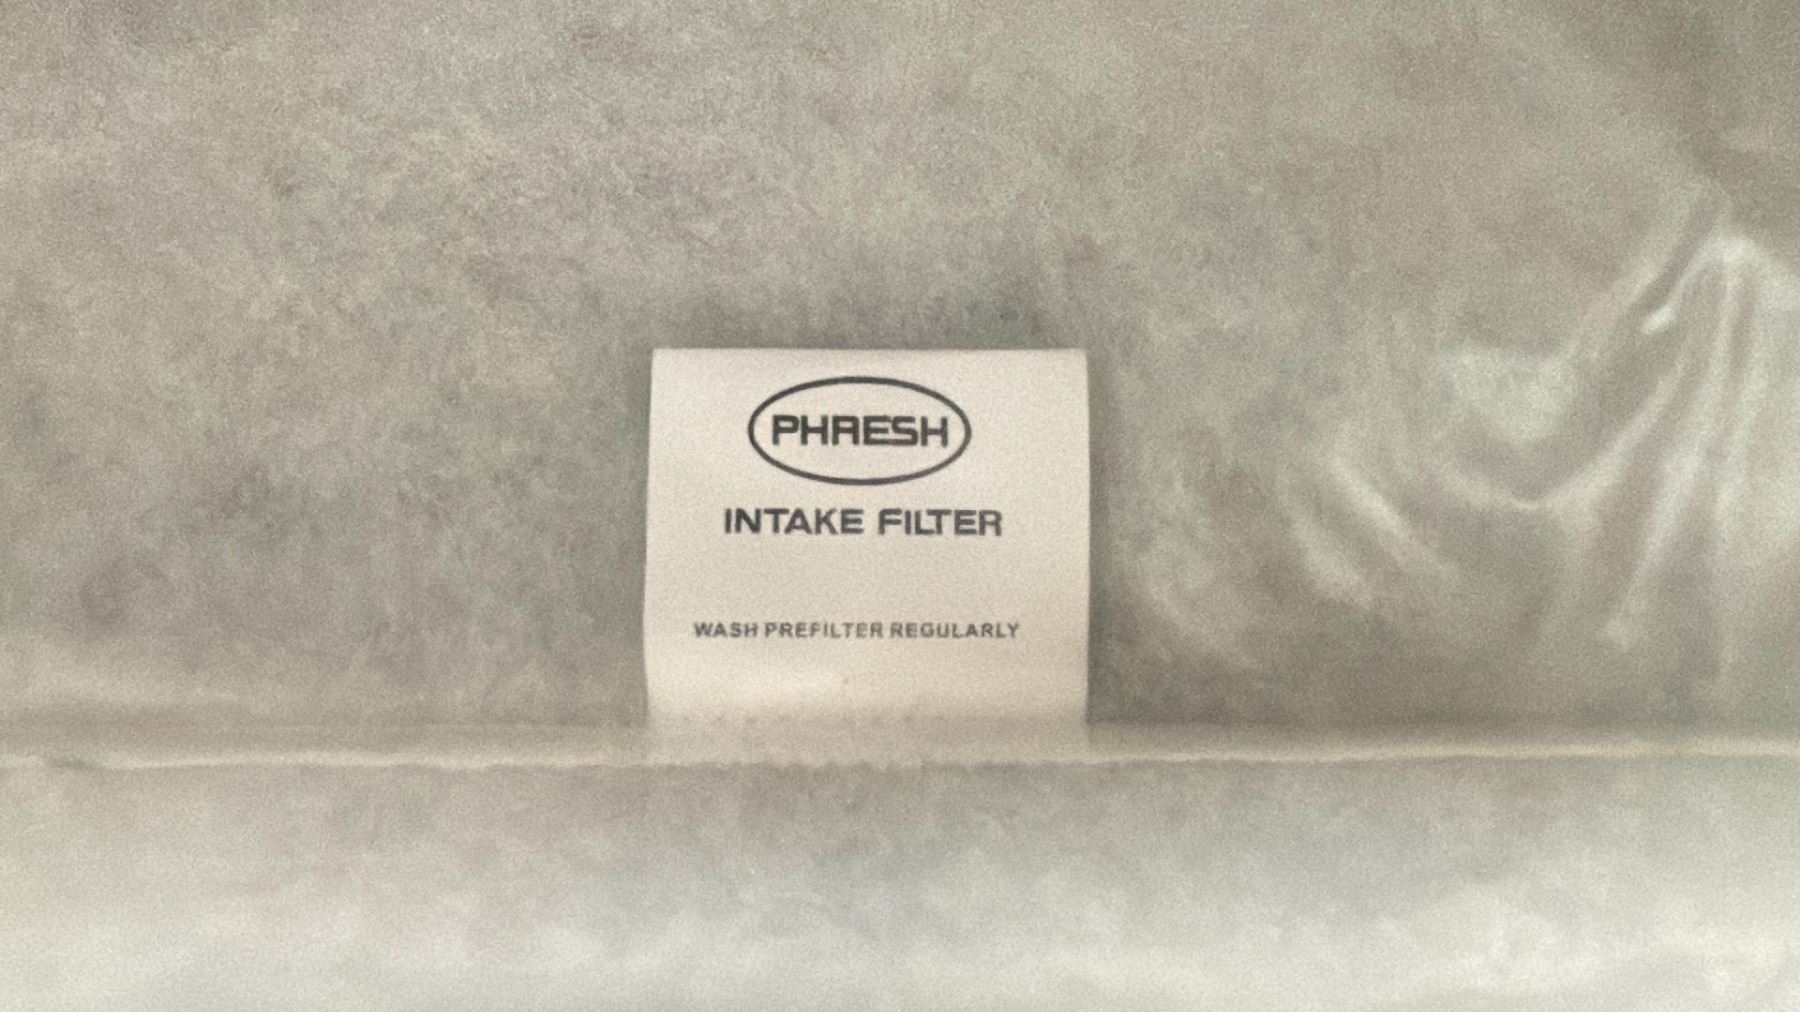 PHRESH
INTAKE FILTER
WASH PREFILTER REGULARLY